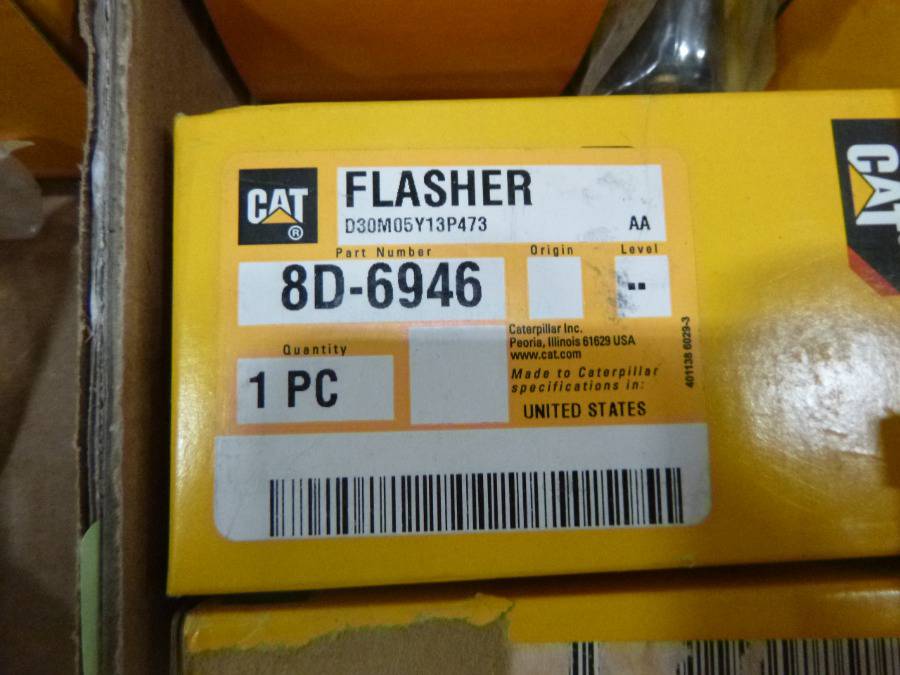 CAT
®
FLASHER
D30M05Y13P473 AA
Part Number Origin Level
8D-6946 --
Quantity
1 PC
Caterpillar Inc.
Peoria, Illinois 61629 USA
www.cat.com
Made to Caterpillar
specifications in:
UNITED STATES
401138 6029-3
CAT